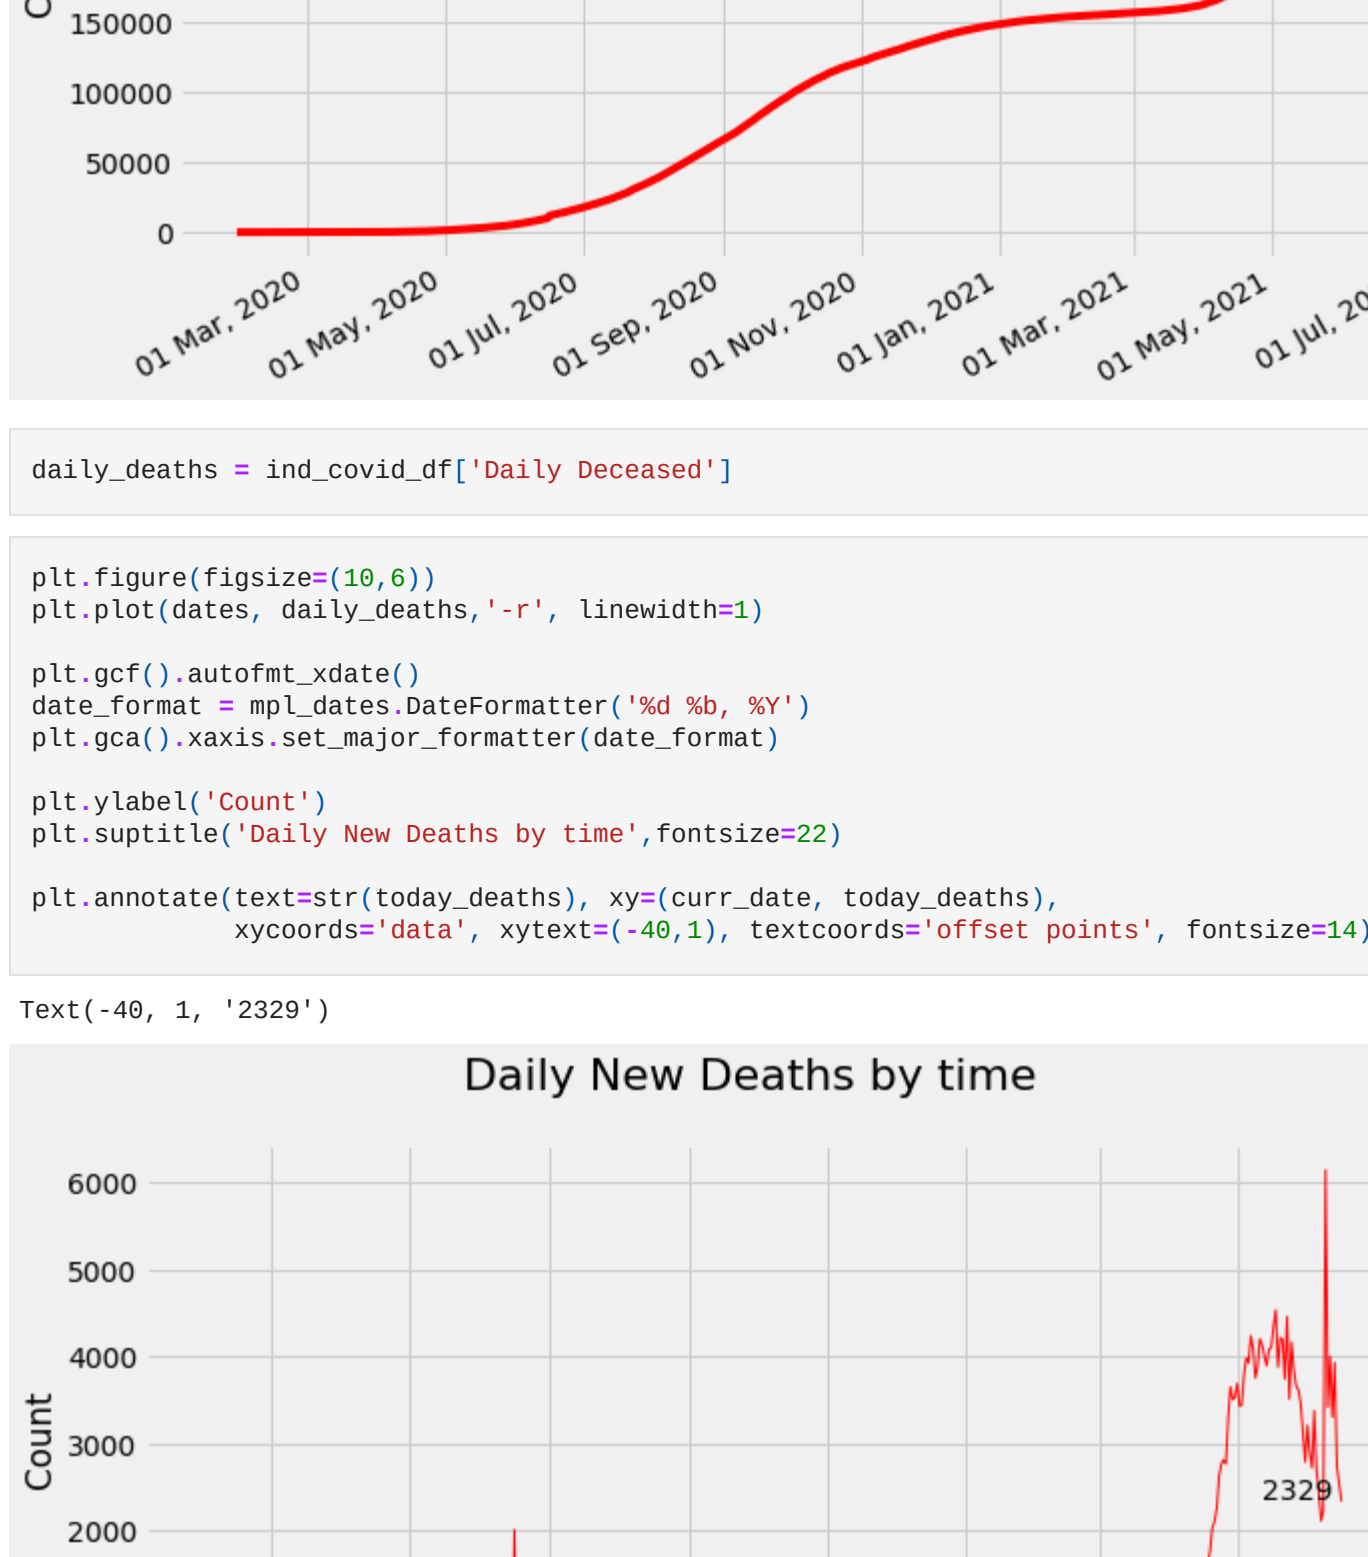 150000
100000
50000
0
01 Mar, 2020
01 May, 2020
01 Jul, 2020
01 Sep, 2020
01 Nov, 2020
01 Jan, 2021
01 Mar, 2021
01 May, 2021
01 Jul, 20
daily_deaths = ind_covid_df['Daily Deceased']
plt.figure(figsize=(10,6))
plt.plot(dates, daily_deaths,'-r', linewidth=1)
plt.gcf().autofmt_xdate()
date_format = mpl_dates.DateFormatter('%d %b, %Y')
plt.gca().xaxis.set_major_formatter(date_format)
plt.ylabel('Count')
plt.suptitle('Daily New Deaths by time',fontsize=22)
plt.annotate(text=str(today_deaths), xy=(curr_date, today_deaths),
xycoords='data', xytext=(-40,1), textcoords='offset points', fontsize=14)
Text(-40, 1, '2329')
Daily New Deaths by time
6000
5000
4000
3000
2000
Count
2329